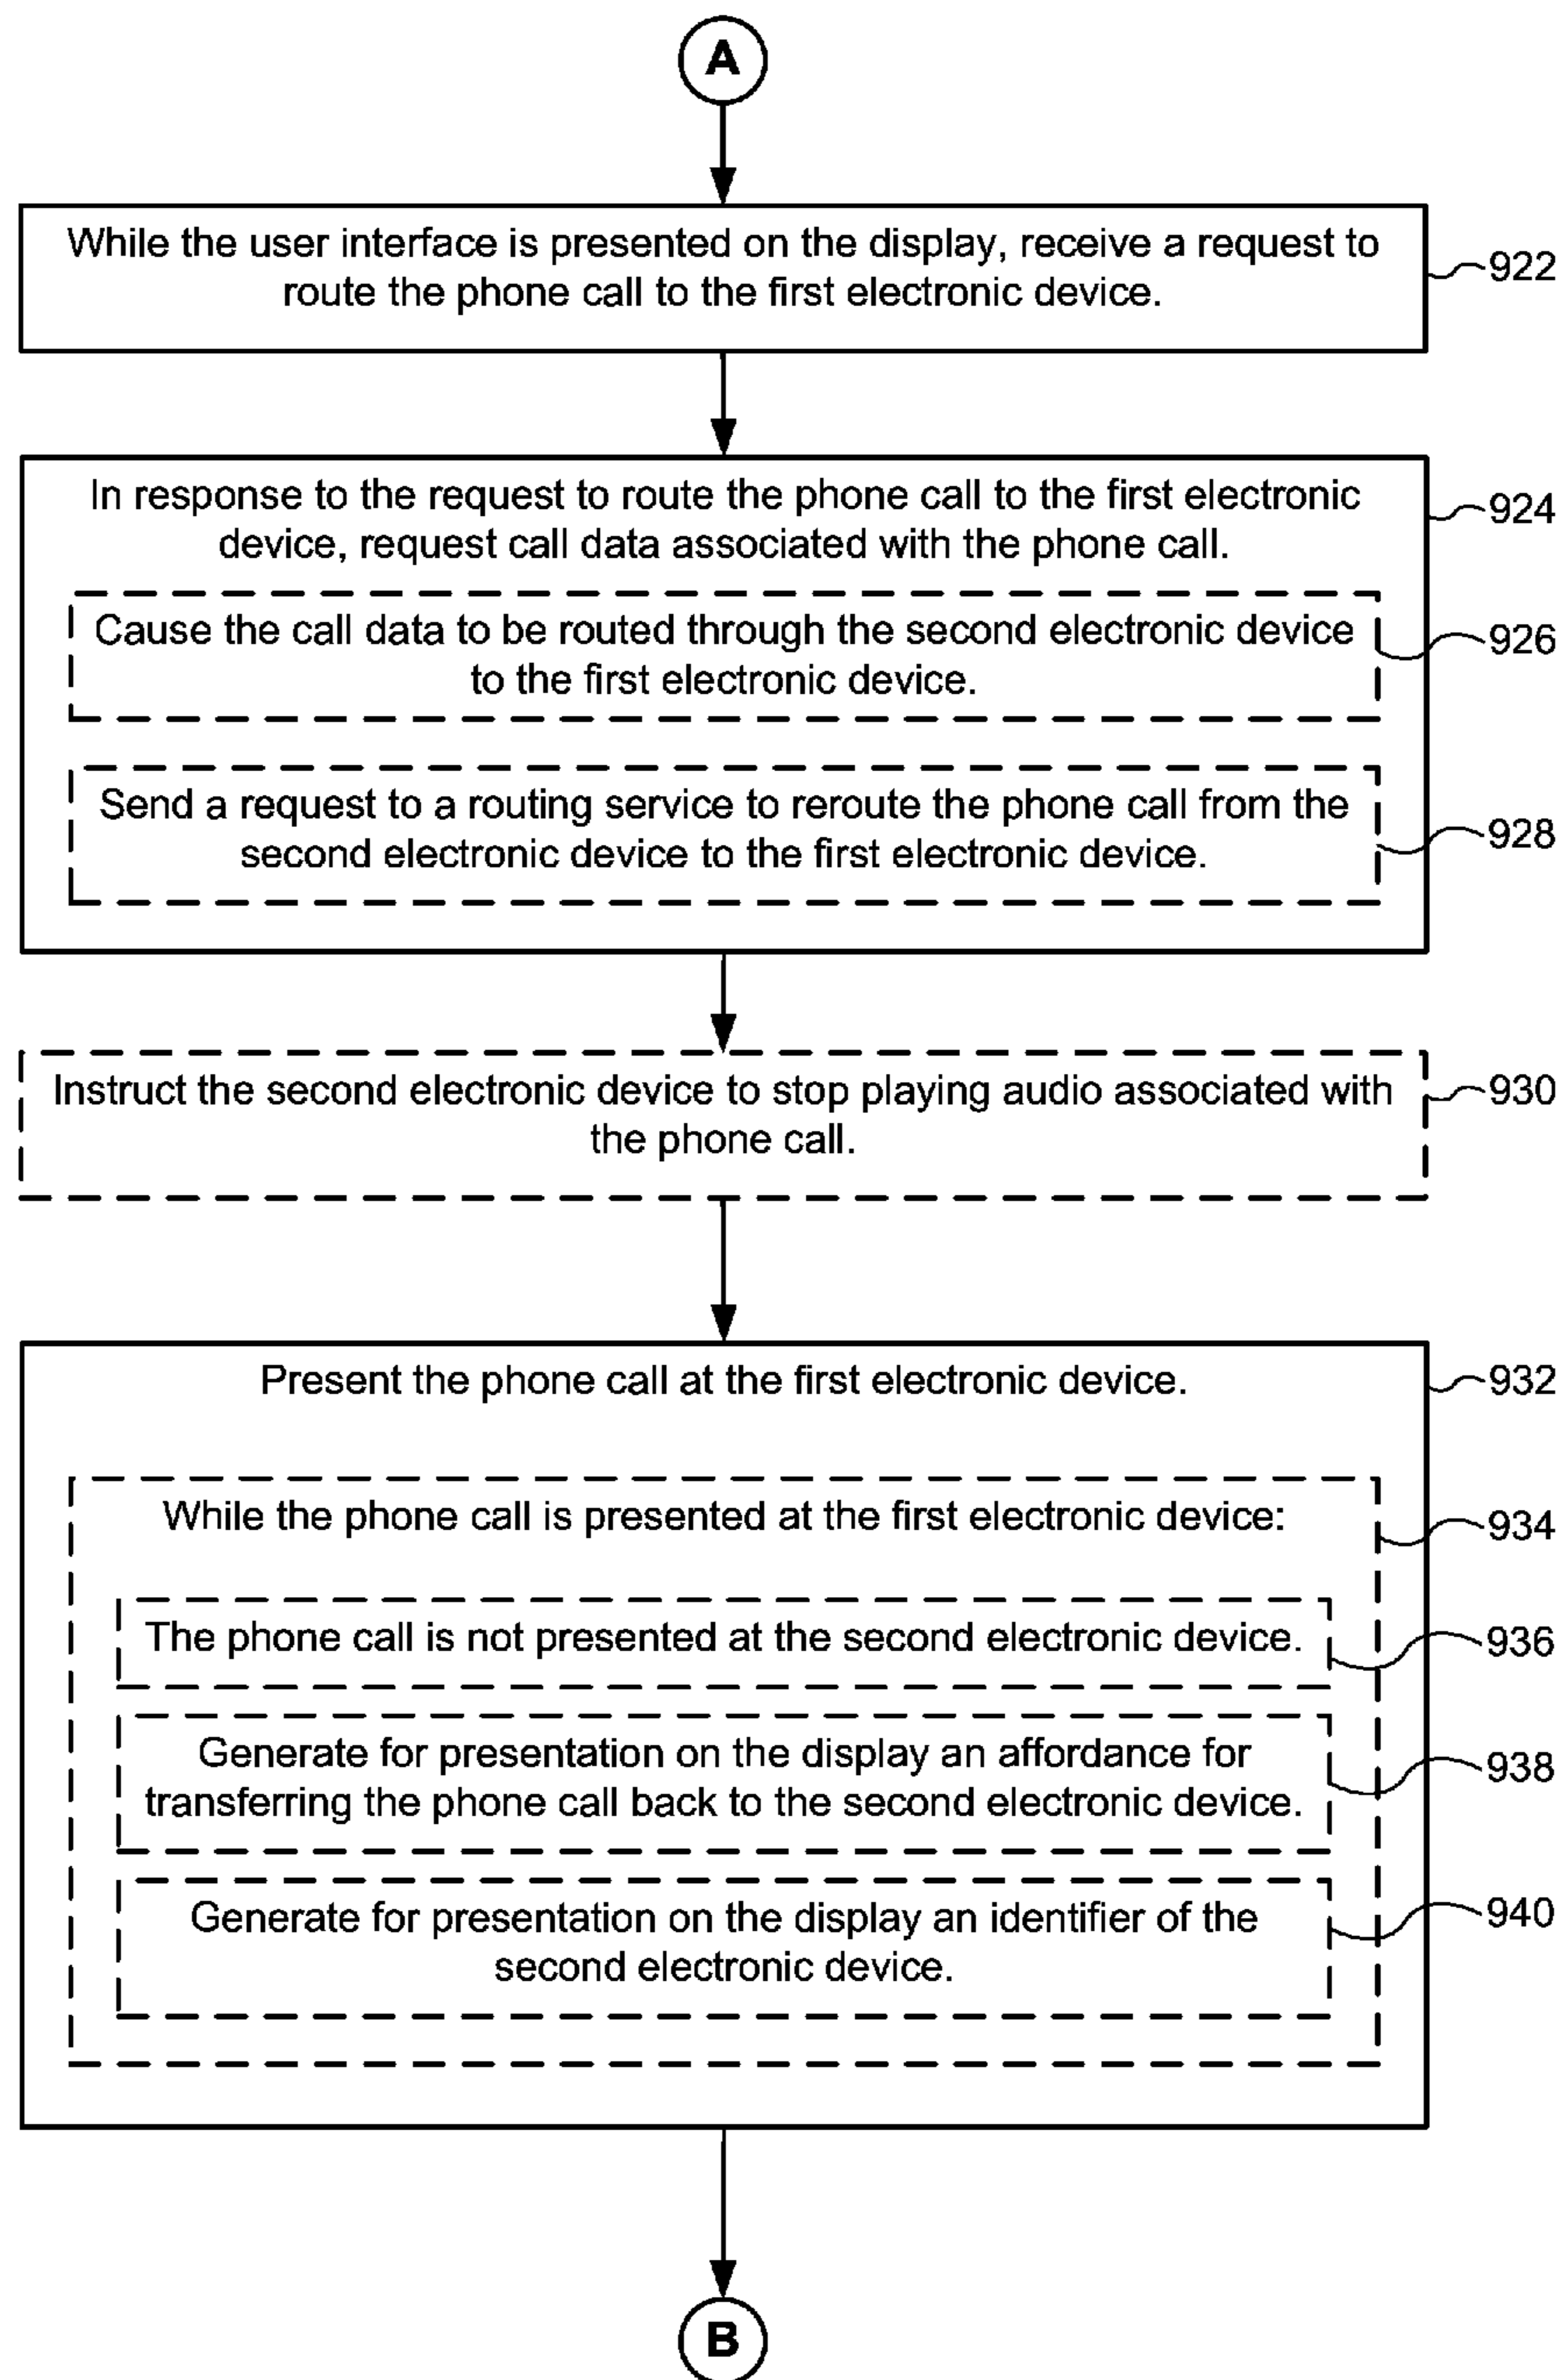 A
While the user interface is presented on the display, receive a request to
route the phone call to the first electronic device.
922
In response to the request to route the phone call to the first electronic
device, request call data associated with the phone call.
924
Cause the call data to be routed through the second electronic device
to the first electronic device.
926
Send a request to a routing service to reroute the phone call from the
second electronic device to the first electronic device.
928
Instruct the second electronic device to stop playing audio associated with
the phone call.
930
Present the phone call at the first electronic device.
932
While the phone call is presented at the first electronic device:
934
The phone call is not presented at the second electronic device.
936
Generate for presentation on the display an affordance for
transferring the phone call back to the second electronic device.
938
Generate for presentation on the display an identifier of the
second electronic device.
940
B